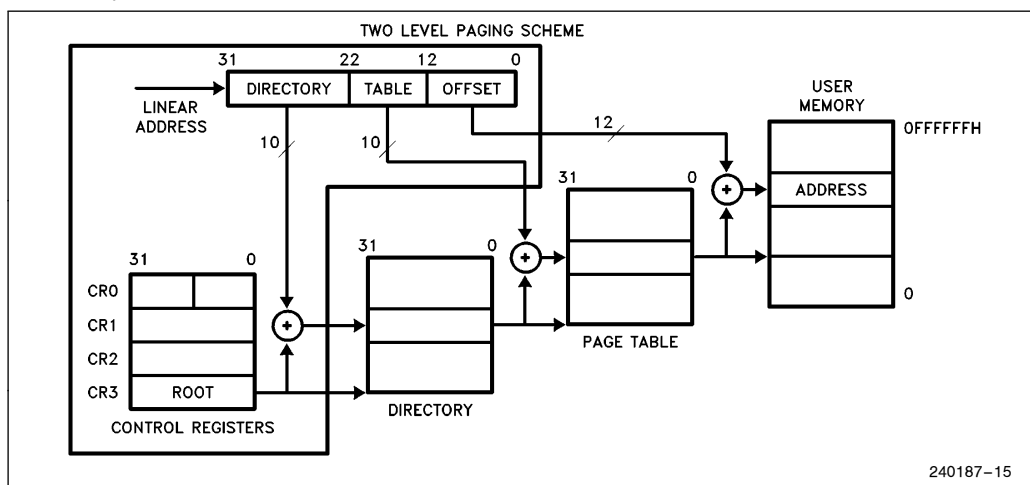 TWO LEVEL PAGING SCHEME
31 22 12 0
DIRECTORY TABLE OFFSET
LINEAR
ADDRESS
USER
MEMORY
0FFFFFFH
10 10 12
31 0
ADDRESS
31 0
31 0
CR0
CR1
CR2
CR3 ROOT
0
PAGE TABLE
DIRECTORY
CONTROL REGISTERS
240187–15